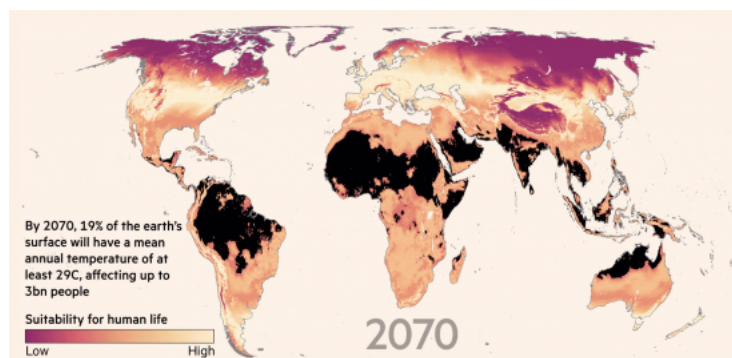 By 2070, 19% of the earth's
surface will have a mean
annual temperature of at
least 29C, affecting up to
3bn people
Suitability for human life
Low High
2070